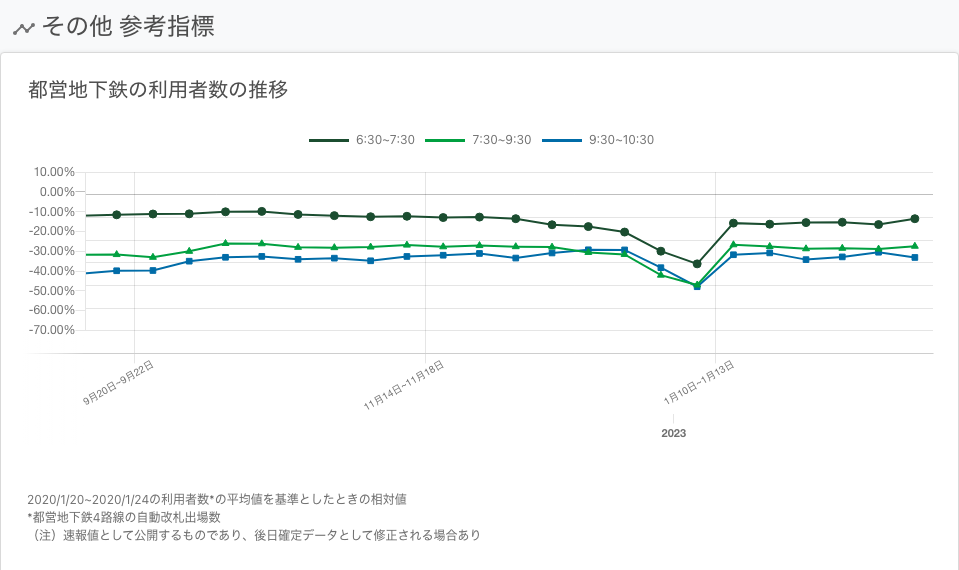 その他 参考指標
都営地下鉄の利用者数の推移
6:30~7:30 7:30~9:30 9:30~10:30
10.00%
0.00%
-10.00%
-20.00%
-30.00%
-40.00%
-50.00%
-60.00%
-70.00%
9月20日~9月22日 11月14日~11月18日 1月10日~1月13日
2023
2020/1/20~2020/1/24の利用者数*の平均値を基準としたときの相対値
*都営地下鉄4路線の自動改札出場数
（注）速報値として公開するものであり、後日確定データとして修正される場合あり